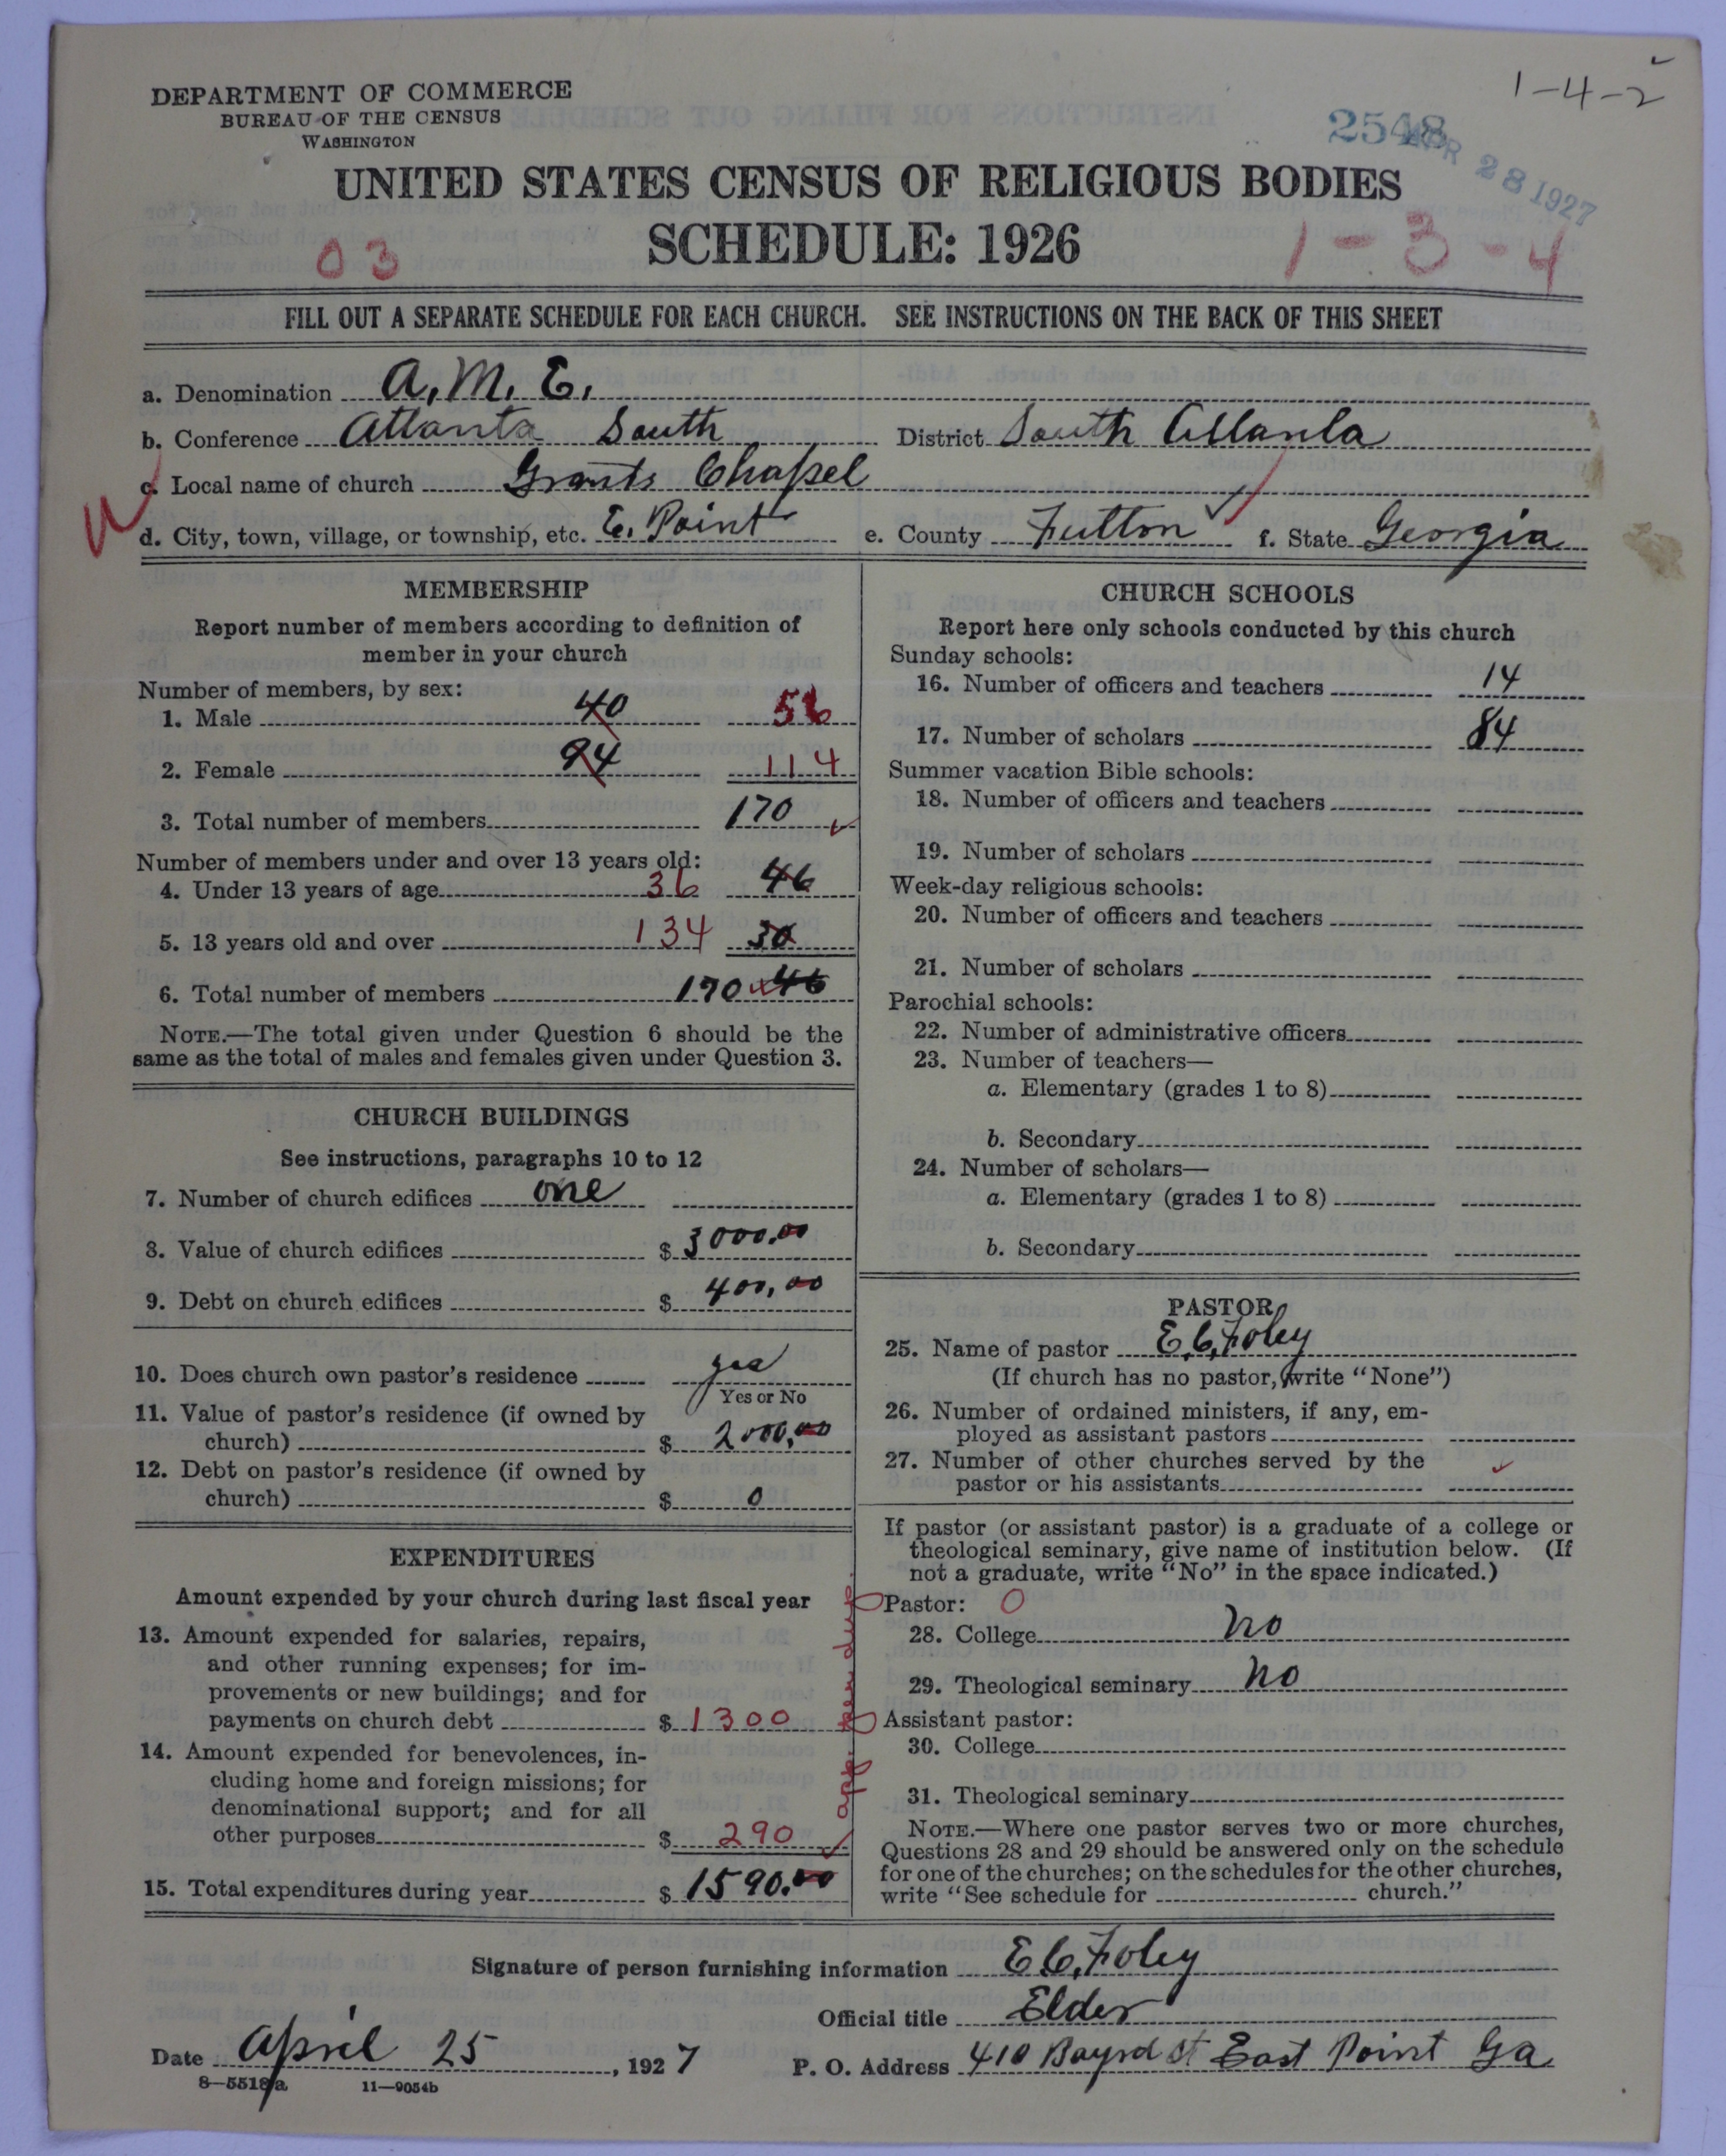 1-4-2
DEPARTMENT OF COMMERCE
BUREAU OF THE CENSUS
WASHINGTON
2548
APR 28 1927
UNITED STATES CENSUS OF RELIGIOUS BODIES
SCHEDULE: 1926
03
1-3-4
FILL OUT A SEPARATE SCHEDULE FOR EACH CHURCH. SEE INSTRUCTIONS ON THE BACK OF THIS SHEET
a. Denomination A. M. E.
b. Conference Atlanta South District South Atlanta
c. Local name of church Grants Chapel
d. City, town, village, or township, etc. E. Point e. County Fulton f. State Georgia
MEMBERSHIP
Report number of members according to definition of
member in your church
Number of members, by sex:
1. Male 40 56
2. Female 94 114
3. Total number of members 170
Number of members under and over 13 years old:
4. Under 13 years of age 36 46
5. 13 years old and over 134 30
6. Total number of members 170 46
NOTE.—The total given under Question 6 should be the
same as the total of males and females given under Question 3.
CHURCH BUILDINGS
See instructions, paragraphs 10 to 12
7. Number of church edifices one
8. Value of church edifices $ 3000.00
9. Debt on church edifices $ 400,00
10. Does church own pastor's residence yes
Yes or No
11. Value of pastor's residence (if owned by
church) $ 2000,00
12. Debt on pastor's residence (if owned by
church) $ 0
EXPENDITURES
Amount expended by your church during last fiscal year
13. Amount expended for salaries, repairs,
and other running expenses; for im-
provements or new buildings; and for
payments on church debt $ 1300
14. Amount expended for benevolences, in-
cluding home and foreign missions; for
denominational support; and for all
other purposes $ 290
15. Total expenditures during year $ 1590.00
CHURCH SCHOOLS
Report here only schools conducted by this church
Sunday schools:
16. Number of officers and teachers 14
17. Number of scholars 84
Summer vacation Bible schools:
18. Number of officers and teachers
19. Number of scholars
Week-day religious schools:
20. Number of officers and teachers
21. Number of scholars
Parochial schools:
22. Number of administrative officers
23. Number of teachers—
a. Elementary (grades 1 to 8)
b. Secondary
24. Number of scholars—
a. Elementary (grades 1 to 8)
b. Secondary
PASTOR
25. Name of pastor E. C. Foley
(If church has no pastor, write "None")
26. Number of ordained ministers, if any, em-
ployed as assistant pastors
27. Number of other churches served by the
pastor or his assistants
If pastor (or assistant pastor) is a graduate of a college or
theological seminary, give name of institution below. (If
not a graduate, write "No" in the space indicated.)
Pastor: 0
28. College no
29. Theological seminary no
Assistant pastor:
30. College
31. Theological seminary
NOTE.—Where one pastor serves two or more churches,
Questions 28 and 29 should be answered only on the schedule
for one of the churches; on the schedules for the other churches,
write "See schedule for church."
Signature of person furnishing information E C, Foley
Official title Elder
Date April 25, 1927 P. O. Address 410 Bayrd St East Point Ga
8—5518a 11—9054b